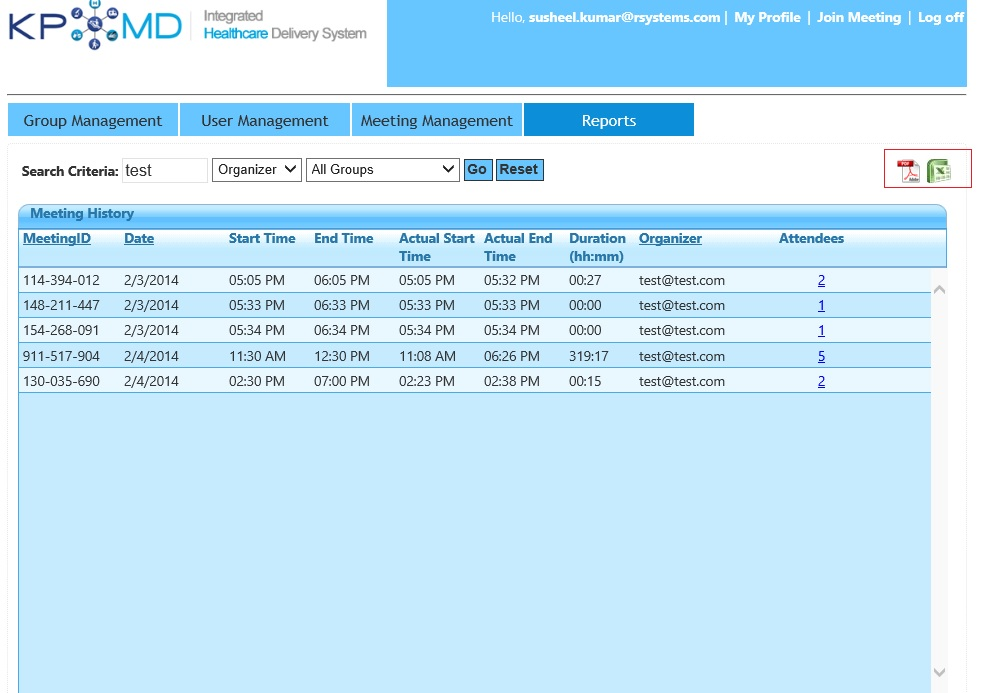 KP MD
Integrated
Healthcare Delivery System
Hello, susheel.kumar@rsystems.com | My Profile | Join Meeting | Log off
Group Management User Management Meeting Management Reports
Search Criteria: test Organizer All Groups Go Reset
PDF
Adobe
Meeting History
MeetingID Date Start Time End Time Actual Start Time Actual End Time Duration (hh:mm) Organizer Attendees
114-394-012 2/3/2014 05:05 PM 06:05 PM 05:05 PM 05:32 PM 00:27 test@test.com 2
148-211-447 2/3/2014 05:33 PM 06:33 PM 05:33 PM 05:33 PM 00:00 test@test.com 1
154-268-091 2/3/2014 05:34 PM 06:34 PM 05:34 PM 05:34 PM 00:00 test@test.com 1
911-517-904 2/4/2014 11:30 AM 12:30 PM 11:08 AM 06:26 PM 319:17 test@test.com 5
130-035-690 2/4/2014 02:30 PM 07:00 PM 02:23 PM 02:38 PM 00:15 test@test.com 2